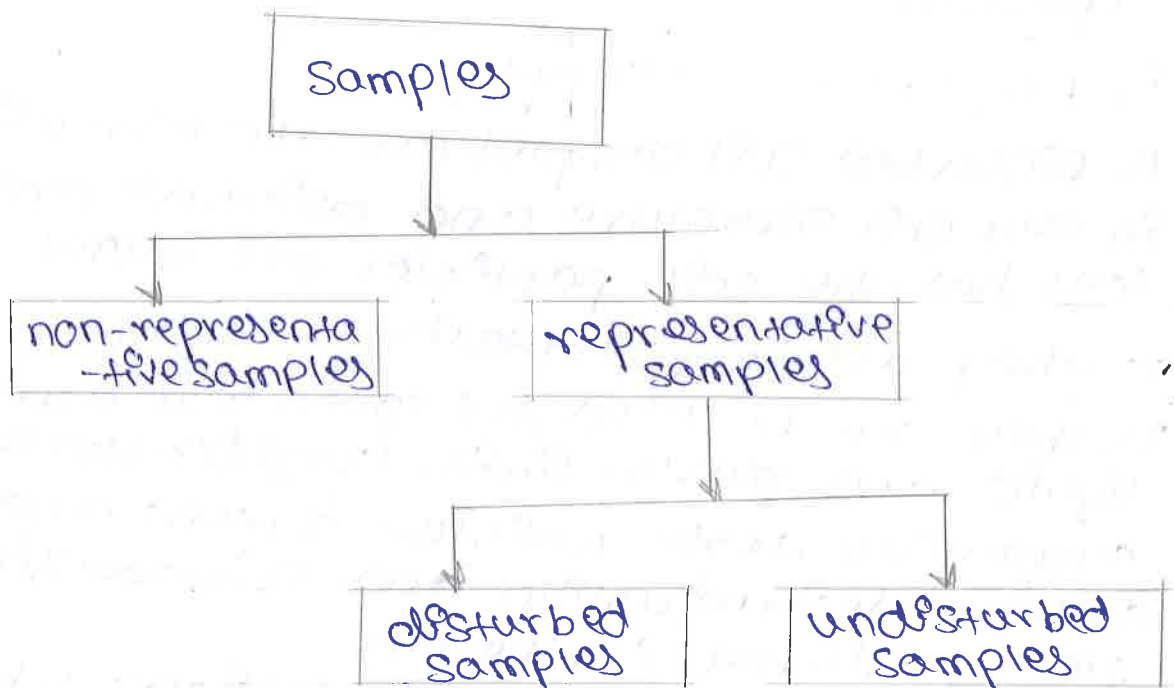 samples
non-representa
-tive samples
representative
samples
disturbed
samples
undisturbed
samples